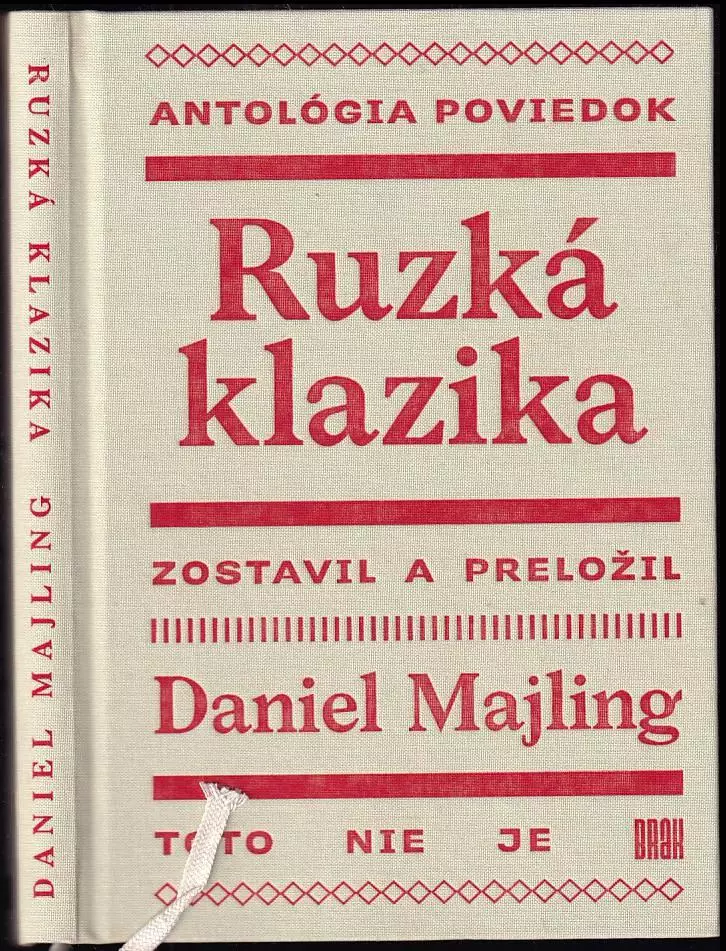 RUZKÁ KLAZIKA DANIEL MAJLING
ANTOLÓGIA POVIEDOK
Ruzká
klazika
ZOSTAVIL A PRELOŽIL
Daniel Majling
TOTO NIE JE BRAK